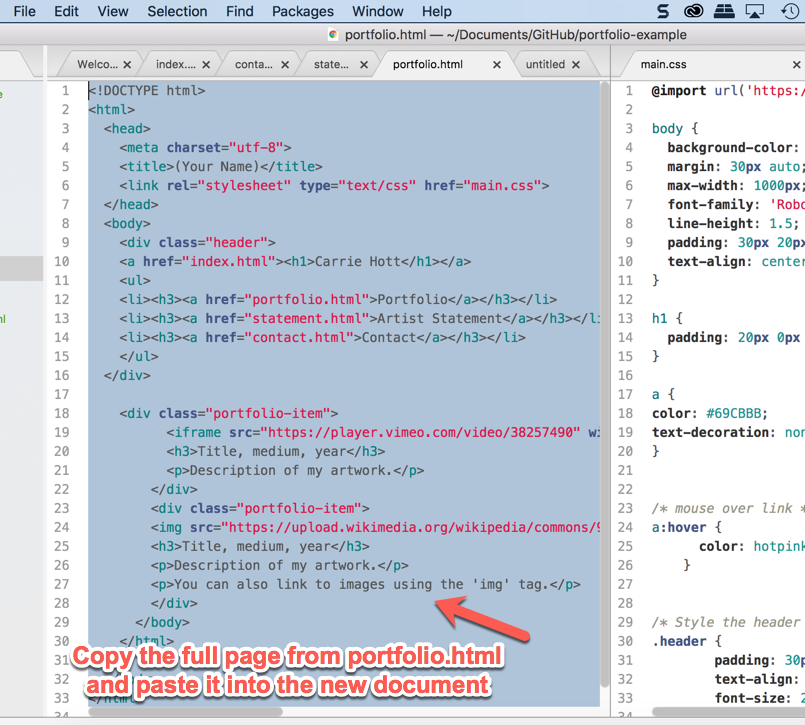 File Edit View Selection Find Packages Window Help
portfolio.html — ~/Documents/GitHub/portfolio-example
Welco... × index.... × conta... × state... × portfolio.html × untitled × main.css ×
1 <!DOCTYPE html>
2 <html>
3 <head>
4 <meta charset="utf-8">
5 <title>(Your Name)</title>
6 <link rel="stylesheet" type="text/css" href="main.css">
7 </head>
8 <body>
9 <div class="header">
10 <a href="index.html"><h1>Carrie Hott</h1></a>
11 <ul>
12 <li><h3><a href="portfolio.html">Portfolio</a></h3></li>
13 <li><h3><a href="statement.html">Artist Statement</a></h3></li
14 <li><h3><a href="contact.html">Contact</a></h3></li>
15 </ul>
16 </div>
17
18 <div class="portfolio-item">
19 <iframe src="https://player.vimeo.com/video/38257490" wi
20 <h3>Title, medium, year</h3>
21 <p>Description of my artwork.</p>
22 </div>
23 <div class="portfolio-item">
24 <img src="https://upload.wikimedia.org/wikipedia/commons/9
25 <h3>Title, medium, year</h3>
26 <p>Description of my artwork.</p>
27 <p>You can also link to images using the 'img' tag.</p>
28 </div>
29 </body>
30 </html>
31
32
33 </html>
34
Copy the full page from portfolio.html
and paste it into the new document
1 @import url('https:/
2
3 body {
4 background-color:
5 margin: 30px auto;
6 max-width: 1000px;
7 font-family: 'Robo
8 line-height: 1.5;
9 padding: 30px 20px
10 text-align: center
11 }
12
13 h1 {
14 padding: 20px 0px
15 }
16
17 a {
18 color: #69CBBB;
19 text-decoration: non
20 }
21
22
23 /* mouse over link *
24 a:hover {
25 color: hotpink
26 }
27
28
29 /* Style the header
30 .header {
31 padding: 30p
32 text-align:
33 font-size: 2
34